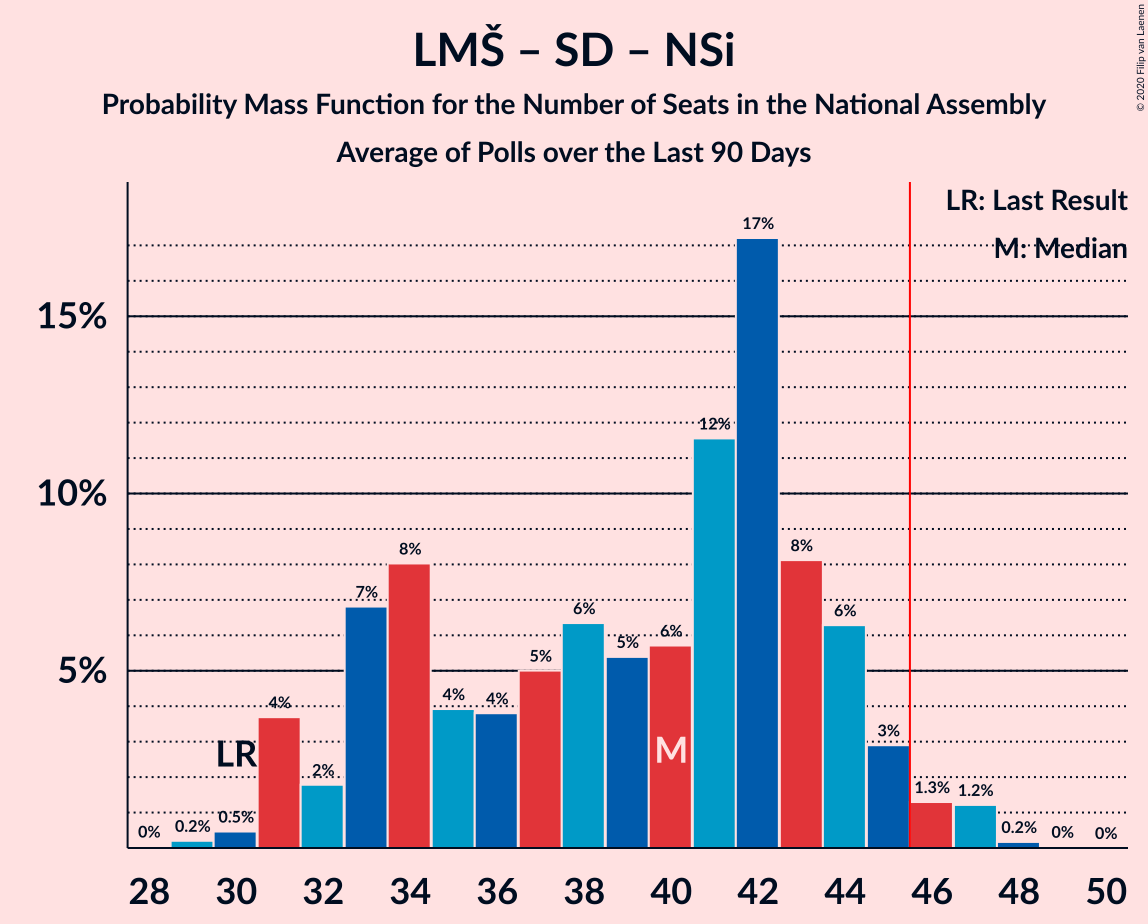 LMŠ – SD – NSi
Probability Mass Function for the Number of Seats in the National Assembly
Average of Polls over the Last 90 Days
© 2020 Filip van Laenen
LR: Last Result
M: Median
17%
15%
12%
10%
8%
8%
7%
6%
6%
6%
5%
5%
5%
4%
4%
4%
LR
M
3%
2%
1.3%
1.2%
0%
0.2%
0.5%
0.2%
0%
0%
28 30 32 34 36 38 40 42 44 46 48 50